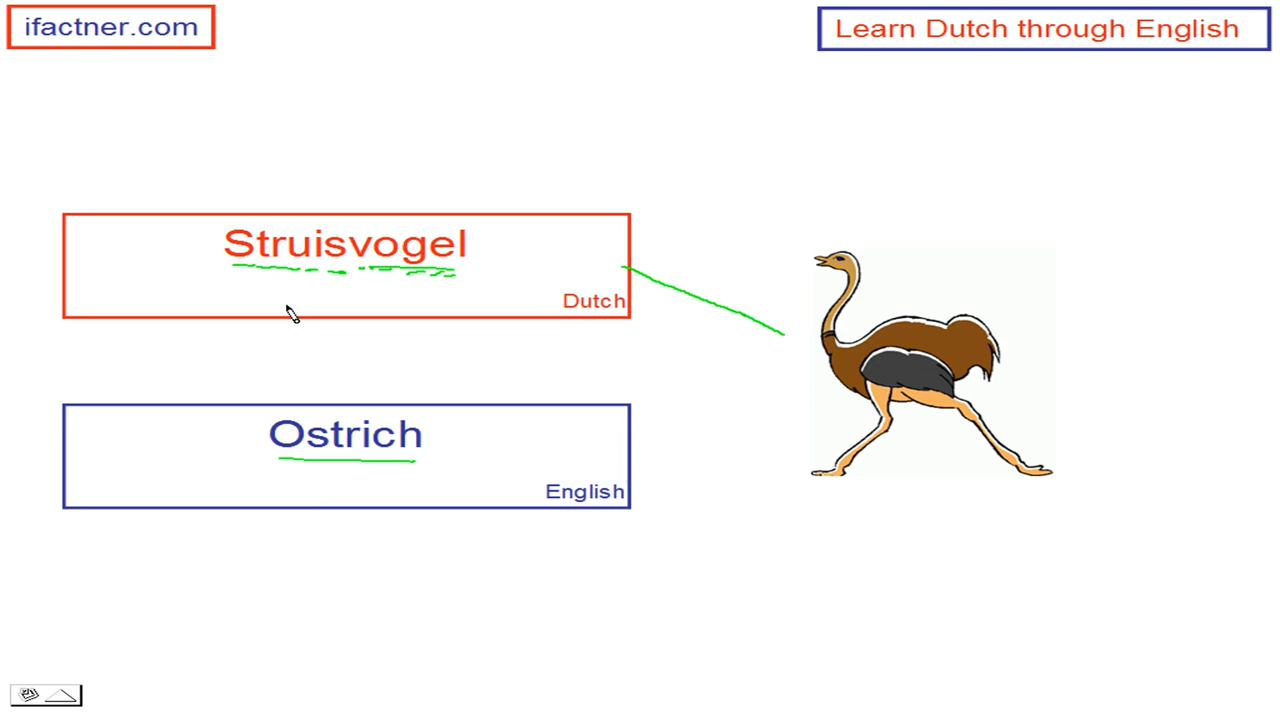 ifactner.com
Learn Dutch through English
Struisvogel
Dutch
Ostrich
English